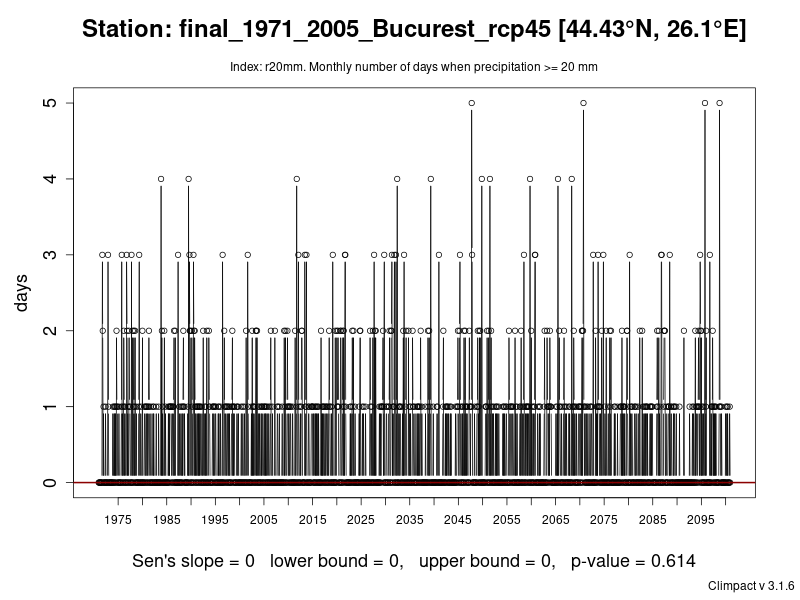 Station: final_1971_2005_Bucurest_rcp45 [44.43°N, 26.1°E]
Index: r20mm. Monthly number of days when precipitation >= 20 mm
days
5
4
3
2
1
0
1975 1985 1995 2005 2015 2025 2035 2045 2055 2065 2075 2085 2095
Sen's slope = 0 lower bound = 0, upper bound = 0, p-value = 0.614
Climpact v 3.1.6